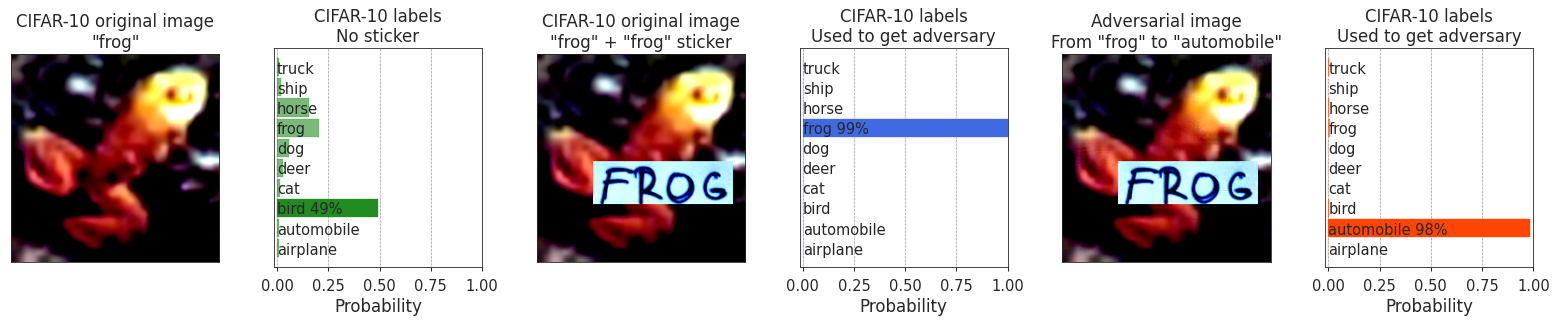 CIFAR-10 original image
"frog"
CIFAR-10 labels
No sticker
truck
ship
horse
frog
dog
deer
cat
bird 49%
automobile
airplane
0.00 0.25 0.50 0.75 1.00
Probability
CIFAR-10 original image
"frog" + "frog" sticker
FROG
CIFAR-10 labels
Used to get adversary
truck
ship
horse
frog 99%
dog
deer
cat
bird
automobile
airplane
0.00 0.25 0.50 0.75 1.00
Probability
Adversarial image
From "frog" to "automobile"
FROG
CIFAR-10 labels
Used to get adversary
truck
ship
horse
frog
dog
deer
cat
bird
automobile 98%
airplane
0.00 0.25 0.50 0.75 1.00
Probability